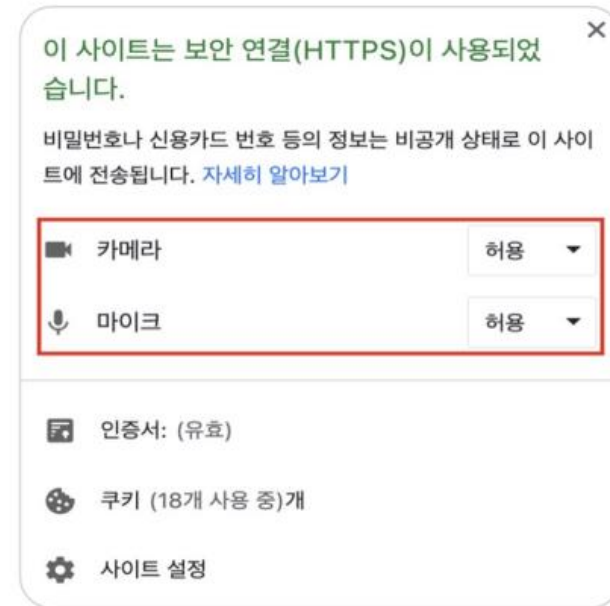 이 사이트는 보안 연결(HTTPS)이 사용되었
습니다.
비밀번호나 신용카드 번호 등의 정보는 비공개 상태로 이 사이
트에 전송됩니다. 자세히 알아보기
카메라 허용
마이크 허용
인증서: (유효)
쿠키 (18개 사용 중)개
사이트 설정